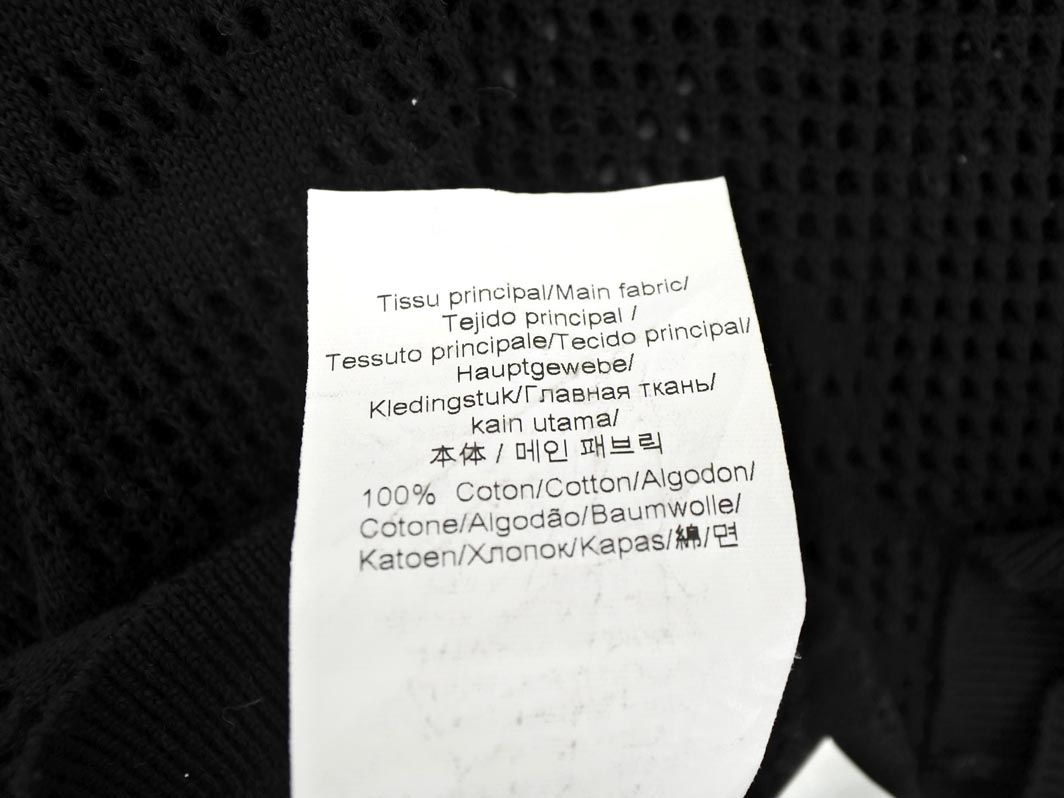 Tissu principal/Main fabric/
Tejido principal /
Tessuto principale/Tecido principal/
Hauptgewebe/
Kledingstuk/Главная ткань/
kain utama/
本体 / 메인 패브릭
100% Coton/Cotton/Algodon/
Cotone/Algodão/Baumwolle/
Katoen/Хлопок/Kapas/綿/면